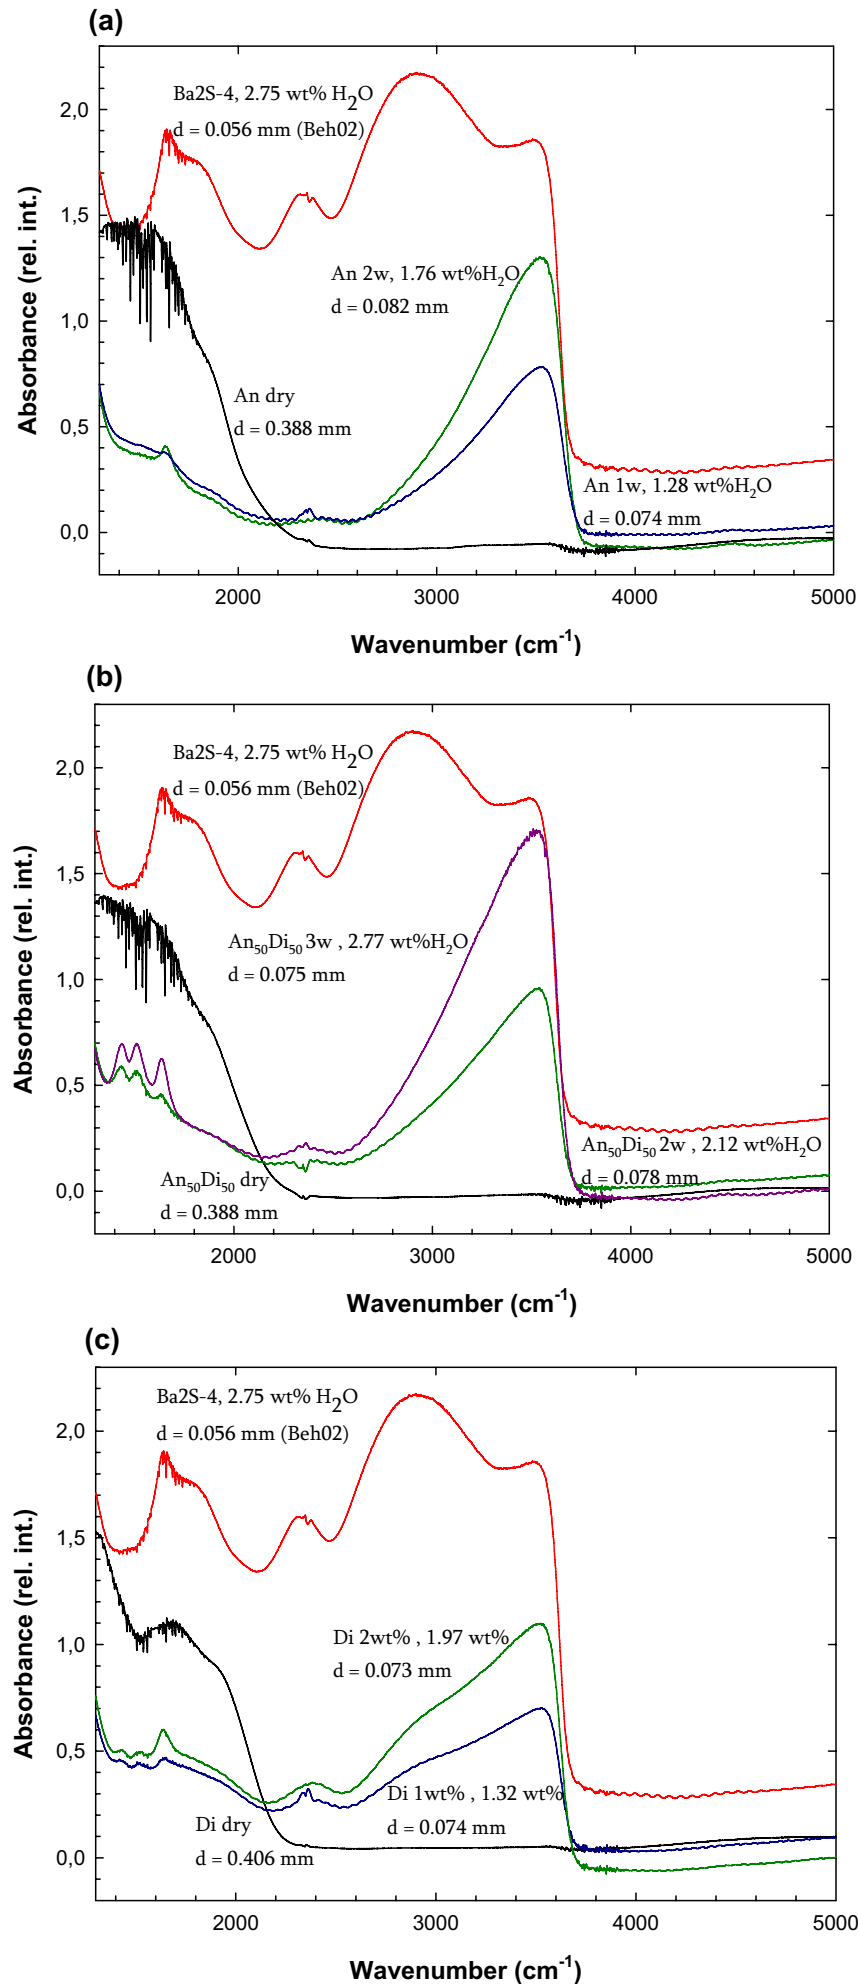 (a)
Ba2S-4, 2.75 wt% H2O
d = 0.056 mm (Beh02)
An 2w, 1.76 wt%H2O
d = 0.082 mm
An dry
d = 0.388 mm
An 1w, 1.28 wt%H2O
d = 0.074 mm
Absorbance (rel. int.)
2,0
1,5
1,0
0,5
0,0
2000 3000 4000 5000
Wavenumber (cm-1)
(b)
Ba2S-4, 2.75 wt% H2O
d = 0.056 mm (Beh02)
An50Di50 3w , 2.77 wt%H2O
d = 0.075 mm
An50Di50 2w , 2.12 wt%H2O
d = 0.078 mm
An50Di50 dry
d = 0.388 mm
Absorbance (rel. int.)
2,0
1,5
1,0
0,5
0,0
2000 3000 4000 5000
Wavenumber (cm-1)
(c)
Ba2S-4, 2.75 wt% H2O
d = 0.056 mm (Beh02)
Di 2wt% , 1.97 wt%
d = 0.073 mm
Di 1wt% , 1.32 wt%
d = 0.074 mm
Di dry
d = 0.406 mm
Absorbance (rel. int.)
2,0
1,5
1,0
0,5
0,0
2000 3000 4000 5000
Wavenumber (cm-1)